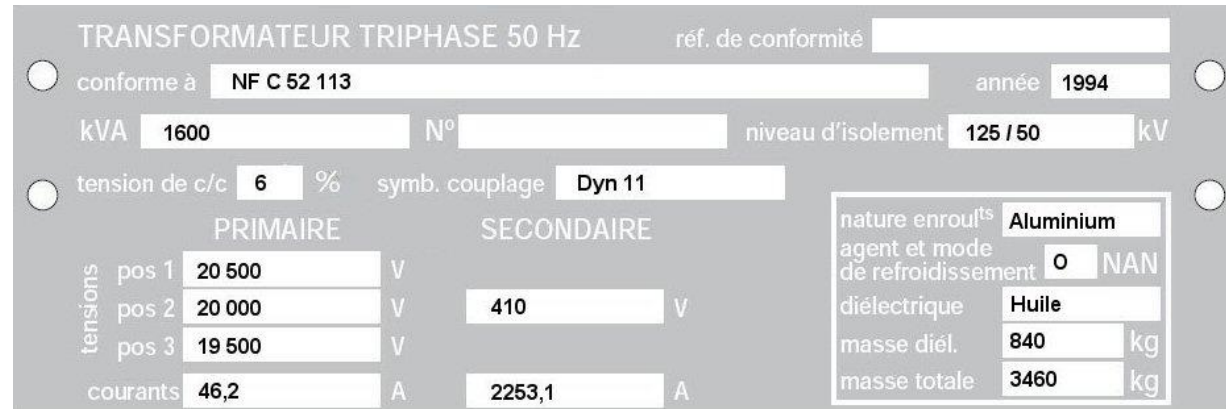 TRANSFORMATEUR TRIPHASE 50 Hz réf. de conformité
conforme à NF C 52 113 année 1994
kVA 1600 Nº niveau d'isolement 125 / 50 kV
tension de c/c 6 % symb. couplage Dyn 11
PRIMAIRE SECONDAIRE
tensions
pos 1 20 500 V
pos 2 20 000 V 410 V
pos 3 19 500 V
courants 46,2 A 2253,1 A
nature enroults Aluminium
agent et mode
de refroidissement O NAN
diélectrique Huile
masse diél. 840 kg
masse totale 3460 kg